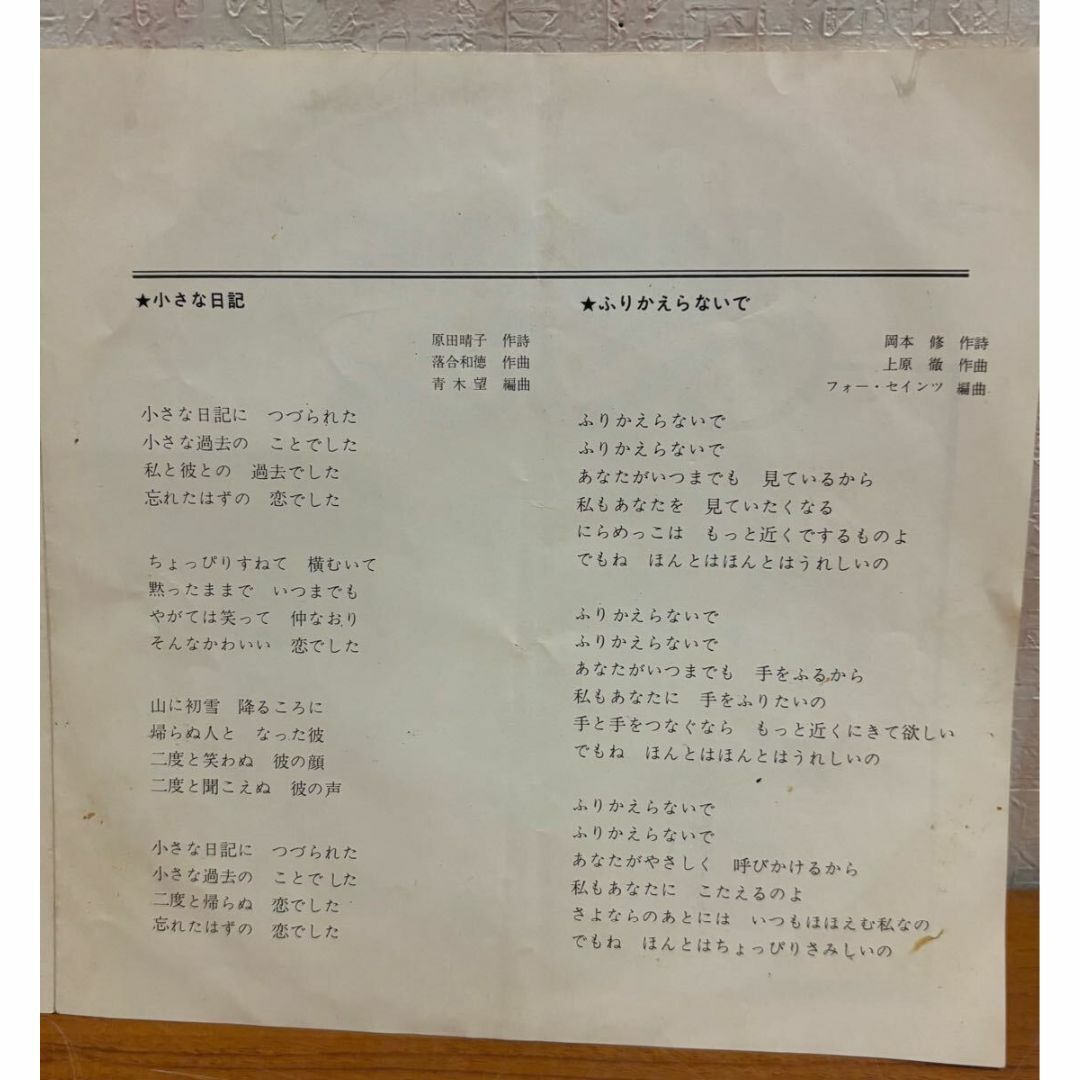 ★小さな日記
原田晴子　作詩
落合和徳　作曲
青木望　編曲
小さな日記に　つづられた
小さな過去の　ことでした
私と彼との　過去でした
忘れたはずの　恋でした
ちょっぴりすねて　横むいて
黙ったままで　いつまでも
やがては笑って　仲なおり
そんなかわいい　恋でした
山に初雪　降るころに
帰らぬ人と　なった彼
二度と笑わぬ　彼の顔
二度と聞こえぬ　彼の声
小さな日記に　つづられた
小さな過去の　ことでした
二度と帰らぬ　恋でした
忘れたはずの　恋でした
★ふりかえらないで
岡本　修　作詩
上原　徹　作曲
フォー・セインツ　編曲
ふりかえらないで
ふりかえらないで
あなたがいつまでも　見ているから
私もあなたを　見ていたくなる
にらめっこは　もっと近くでするものよ
でもね　ほんとはほんとはうれしいの
ふりかえらないで
ふりかえらないで
あなたがいつまでも　手をふるから
私もあなたに　手をふりたいの
手と手をつなぐなら　もっと近くにきて欲しい
でもね　ほんとはほんとはうれしいの
ふりかえらないで
ふりかえらないで
あなたがやさしく　呼びかけるから
私もあなたに　こたえるのよ
さよならのあとには　いつもほほえむ私なの
でもね　ほんとはちょっぴりさみしいの